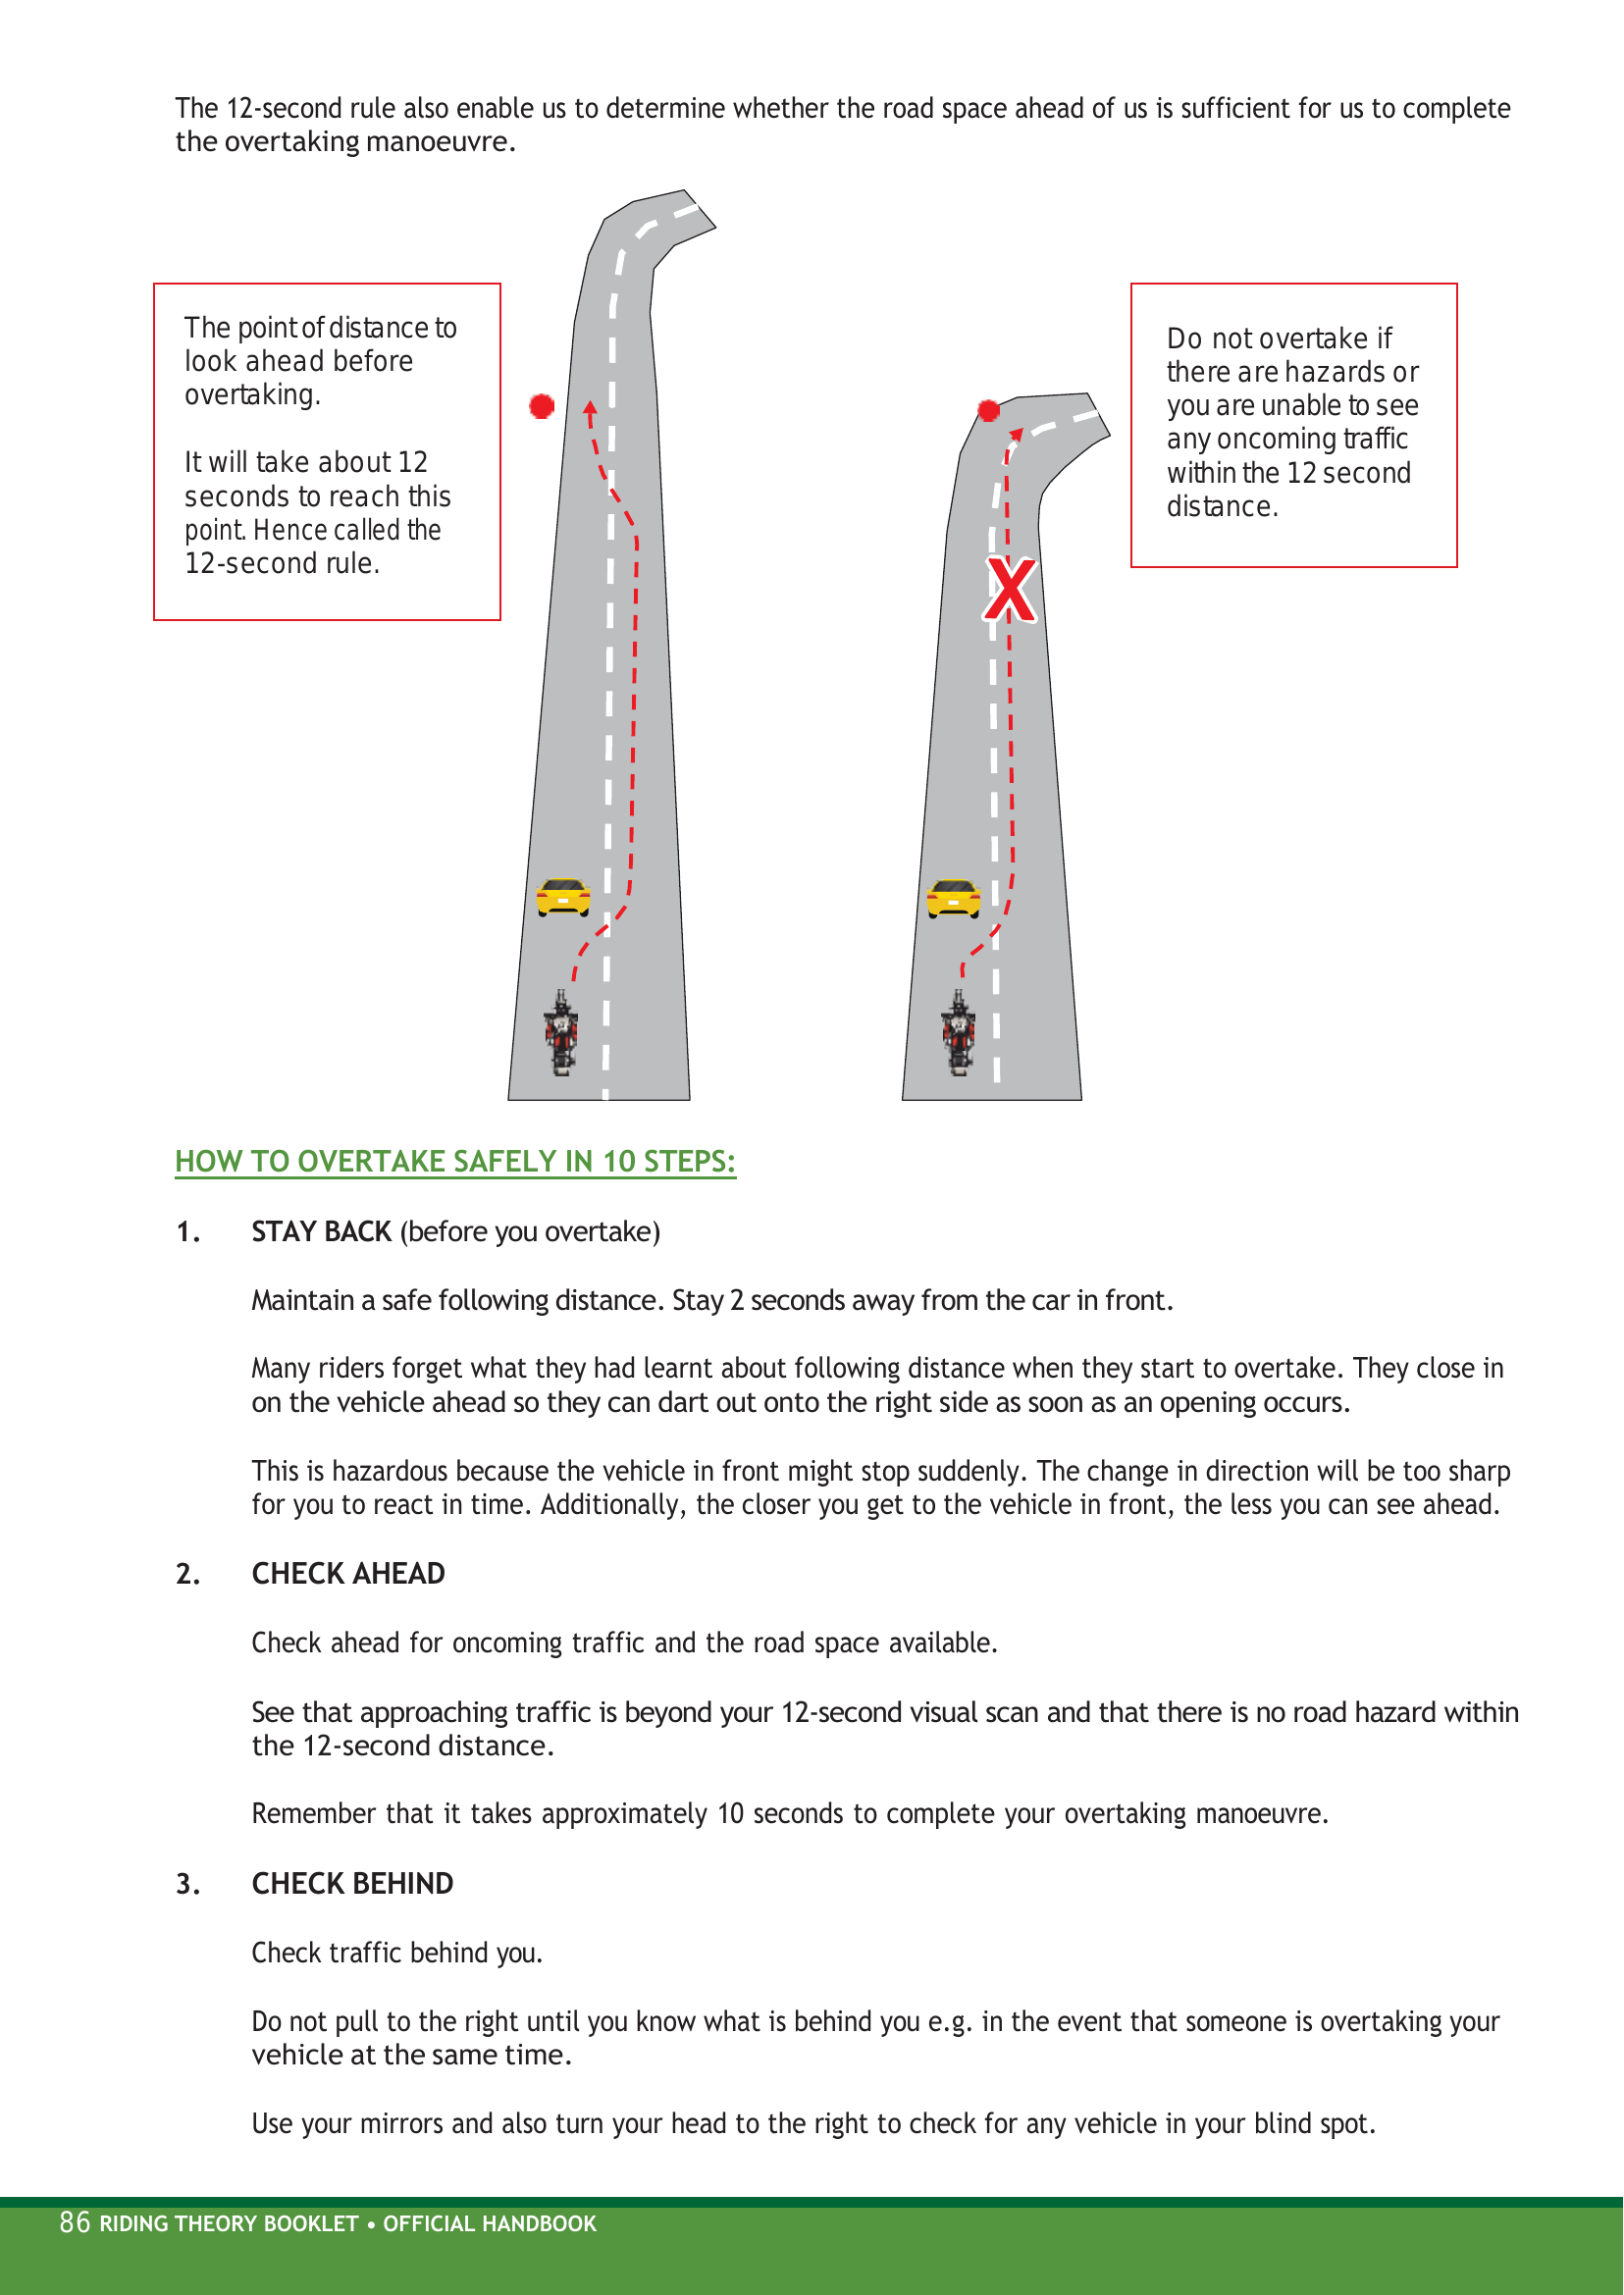 The 12-second rule also enable us to determine whether the road space ahead of us is sufficient for us to complete
the overtaking manoeuvre.
The point of distance to
look ahead before
overtaking.
It will take about 12
seconds to reach this
point. Hence called the
12-second rule.
Do not overtake if
there are hazards or
you are unable to see
any oncoming traffic
within the 12 second
distance.
X
HOW TO OVERTAKE SAFELY IN 10 STEPS:
1. STAY BACK (before you overtake)
Maintain a safe following distance. Stay 2 seconds away from the car in front.
Many riders forget what they had learnt about following distance when they start to overtake. They close in
on the vehicle ahead so they can dart out onto the right side as soon as an opening occurs.
This is hazardous because the vehicle in front might stop suddenly. The change in direction will be too sharp
for you to react in time. Additionally, the closer you get to the vehicle in front, the less you can see ahead.
2. CHECK AHEAD
Check ahead for oncoming traffic and the road space available.
See that approaching traffic is beyond your 12-second visual scan and that there is no road hazard within
the 12-second distance.
Remember that it takes approximately 10 seconds to complete your overtaking manoeuvre.
3. CHECK BEHIND
Check traffic behind you.
Do not pull to the right until you know what is behind you e.g. in the event that someone is overtaking your
vehicle at the same time.
Use your mirrors and also turn your head to the right to check for any vehicle in your blind spot.
86 RIDING THEORY BOOKLET • OFFICIAL HANDBOOK